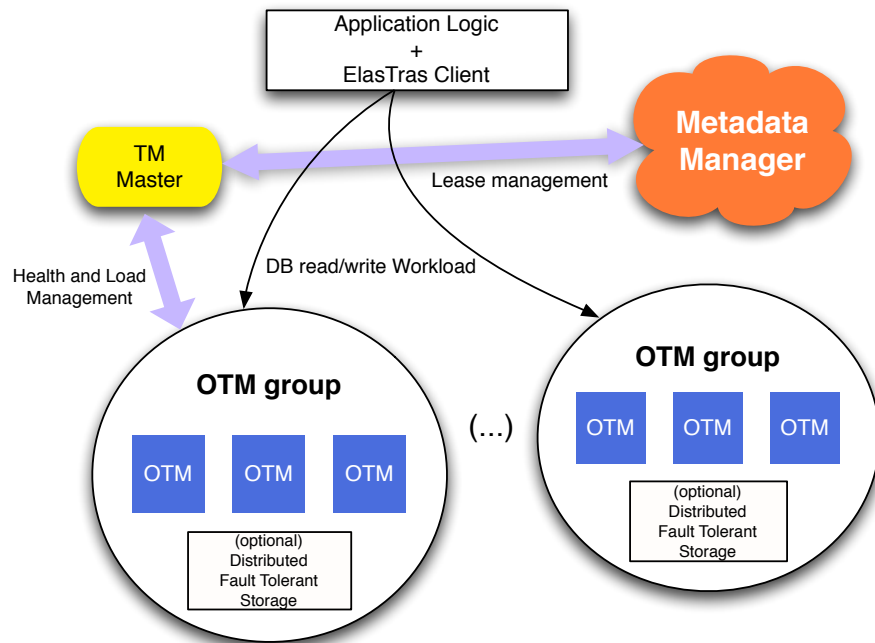 Application Logic
+
ElasTras Client
Metadata
Manager
TM
Master
Lease management
Health and Load
Management
DB read/write Workload
OTM group
OTM
OTM
OTM
(optional)
Distributed
Fault Tolerant
Storage
(...)
OTM group
OTM
OTM
OTM
(optional)
Distributed
Fault Tolerant
Storage